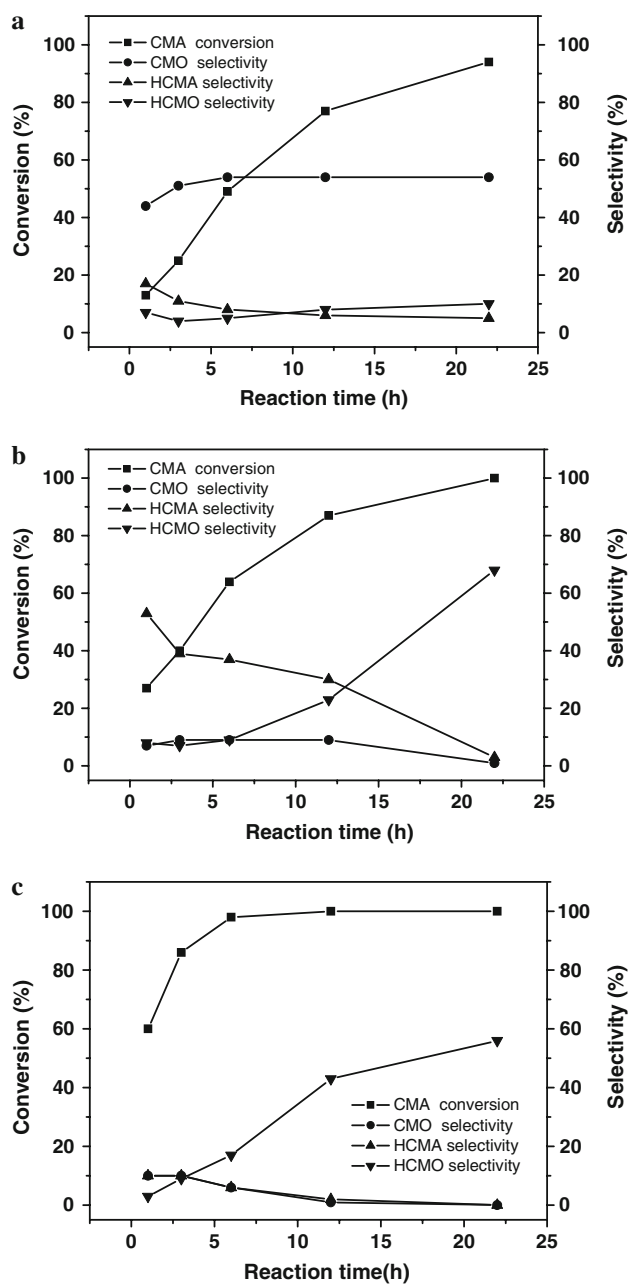 a
CMA conversion
CMO selectivity
HCMA selectivity
HCMO selectivity
100
80
60
40
20
0
100
80
60
40
20
0
Conversion (%)
Selectivity (%)
0 5 10 15 20 25
Reaction time (h)
b
CMA conversion
CMO selectivity
HCMA selectivity
HCMO selectivity
100
80
60
40
20
0
100
80
60
40
20
0
Conversion (%)
Selectivity (%)
0 5 10 15 20 25
Reaction time (h)
c
100
80
60
40
20
0
100
80
60
40
20
0
Conversion (%)
Selectivity (%)
CMA conversion
CMO selectivity
HCMA selectivity
HCMO selectivity
0 5 10 15 20 25
Reaction time(h)